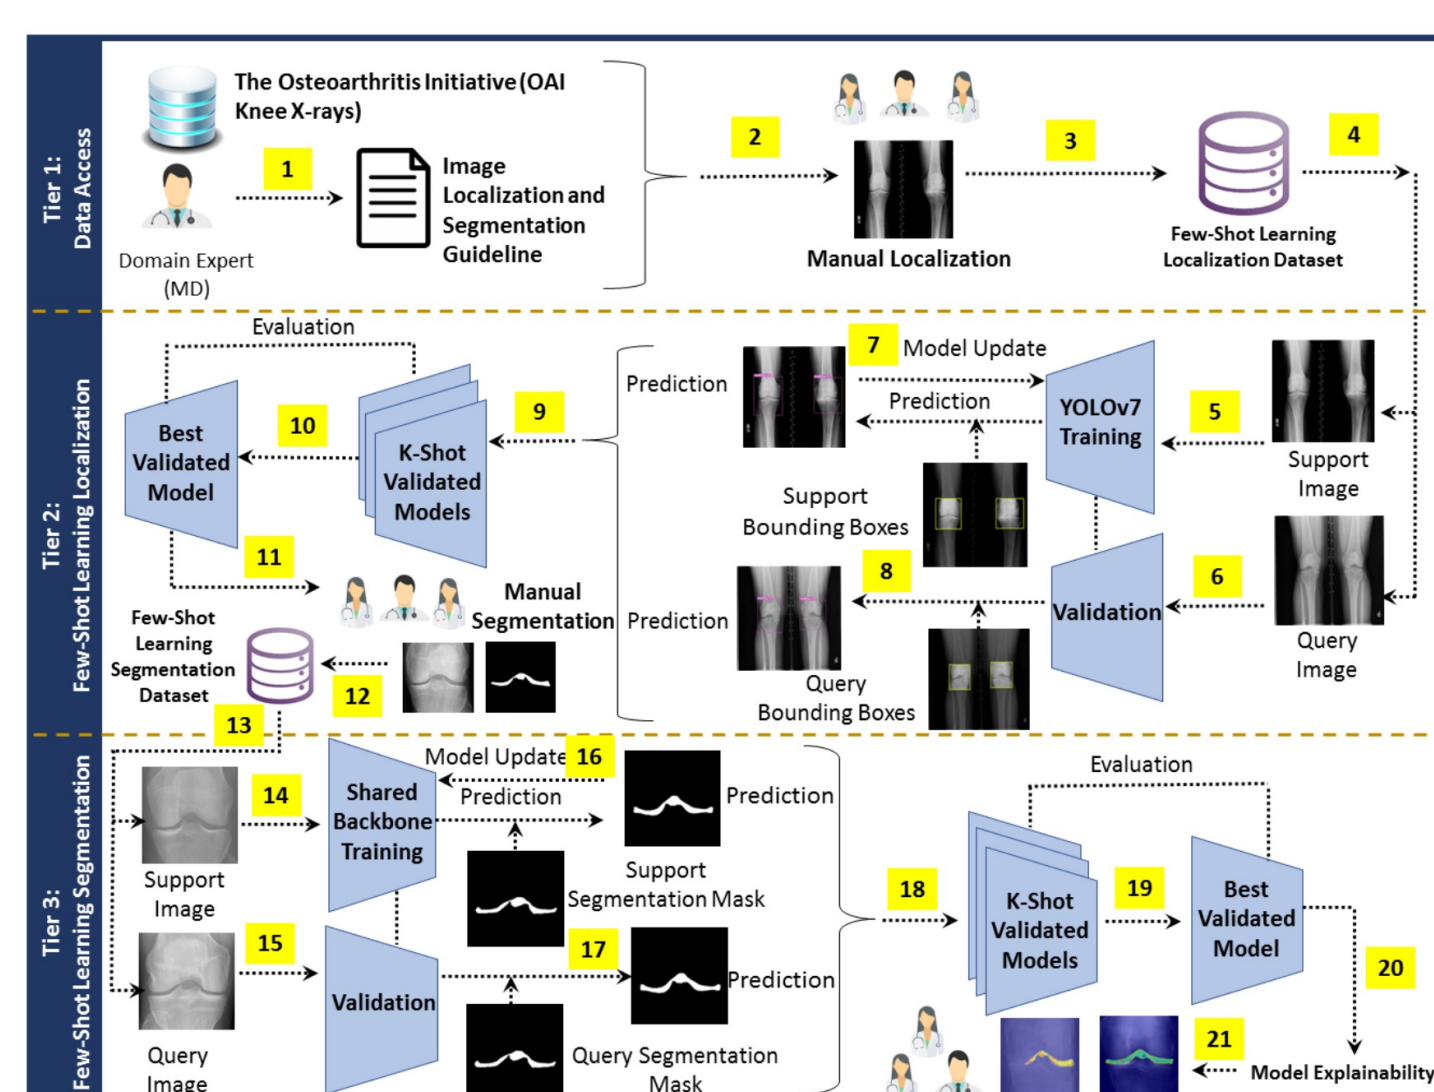 Tier 1:
Data Access
The Osteoarthritis Initiative (OAI
Knee X-rays)
1
Domain Expert
(MD)
Image
Localization and
Segmentation
Guideline
2
Manual Localization
3
Few-Shot Learning
Localization Dataset
4
Tier 2:
Few-Shot Learning Localization
Evaluation
Best
Validated
Model
10
K-Shot
Validated
Models
9
Prediction
7
Model Update
Prediction
YOLOv7
Training
5
Support
Image
Support
Bounding Boxes
11
Manual
Segmentation
Few-Shot
Learning
Segmentation
Dataset
12
13
Prediction
8
Validation
6
Query
Image
Query
Bounding Boxes
Tier 3:
Few-Shot Learning Segmentation
14
Support
Image
Shared
Backbone
Training
Model Update
16
Prediction
Prediction
Support
Segmentation Mask
15
Query
Image
Validation
17
Prediction
Query Segmentation
Mask
18
Evaluation
K-Shot
Validated
Models
19
Best
Validated
Model
20
21
Model Explainability